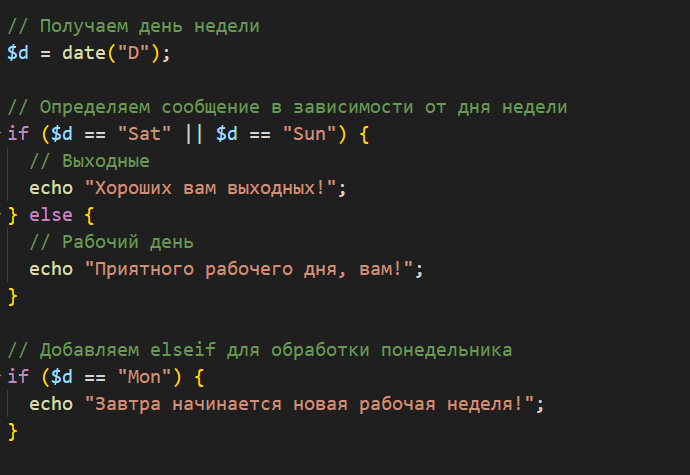 // Получаем день недели
$d = date("D");
// Определяем сообщение в зависимости от дня недели
if ($d == "Sat" || $d == "Sun") {
// Выходные
echo "Хороших вам выходных!";
} else {
// Рабочий день
echo "Приятного рабочего дня, вам!";
}
// Добавляем elseif для обработки понедельника
if ($d == "Mon") {
echo "Завтра начинается новая рабочая неделя!";
}